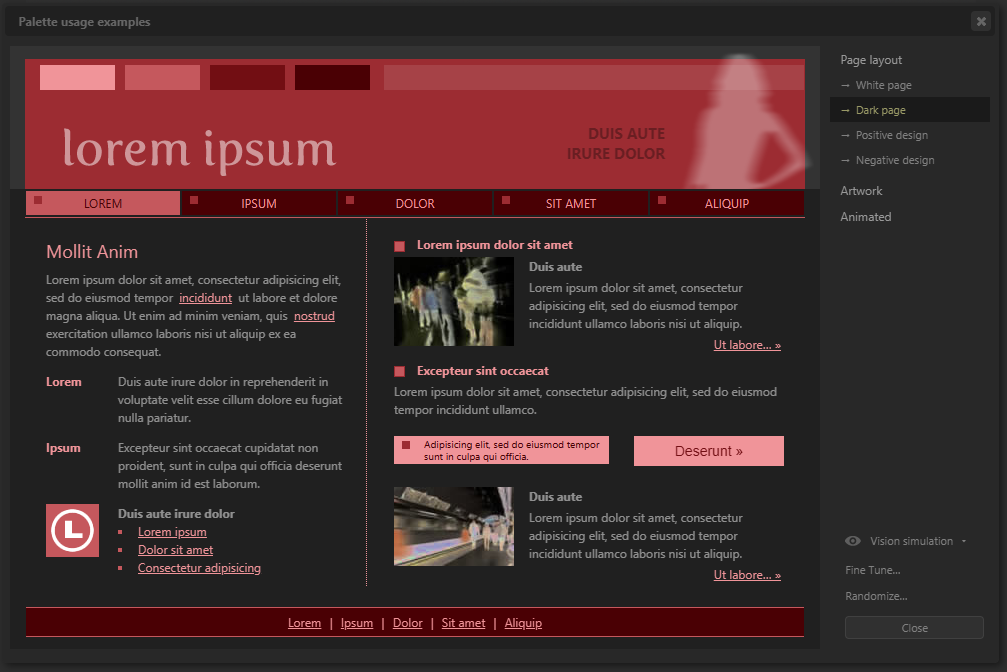 Palette usage examples
lorem ipsum
DUIS AUTE
IRURE DOLOR
LOREM
IPSUM
DOLOR
SIT AMET
ALIQUIP
Mollit Anim
Lorem ipsum dolor sit amet, consectetur adipisicing elit,
sed do eiusmod tempor incididunt ut labore et dolore
magna aliqua. Ut enim ad minim veniam, quis nostrud
exercitation ullamco laboris nisi ut aliquip ex ea
commodo consequat.
Lorem
Duis aute irure dolor in reprehenderit in
voluptate velit esse cillum dolore eu fugiat
nulla pariatur.
Ipsum
Excepteur sint occaecat cupidatat non
proident, sunt in culpa qui officia deserunt
mollit anim id est laborum.
L
Duis aute irure dolor
Lorem ipsum
Dolor sit amet
Consectetur adipisicing
Lorem ipsum dolor sit amet
Duis aute
Lorem ipsum dolor sit amet, consectetur
adipisicing elit, sed do eiusmod tempor
incididunt ullamco laboris nisi ut aliquip.
Ut labore... »
Excepteur sint occaecat
Lorem ipsum dolor sit amet, consectetur adipisicing elit, sed do eiusmod
tempor incididunt ullamco.
Adipisicing elit, sed do eiusmod tempor
sunt in culpa qui officia.
Deserunt »
Duis aute
Lorem ipsum dolor sit amet, consectetur
adipisicing elit, sed do eiusmod tempor
incididunt ullamco laboris nisi ut aliquip.
Ut labore... »
Lorem | Ipsum | Dolor | Sit amet | Aliquip
Page layout
→ White page
→ Dark page
→ Positive design
→ Negative design
Artwork
Animated
Vision simulation
Fine Tune...
Randomize...
Close